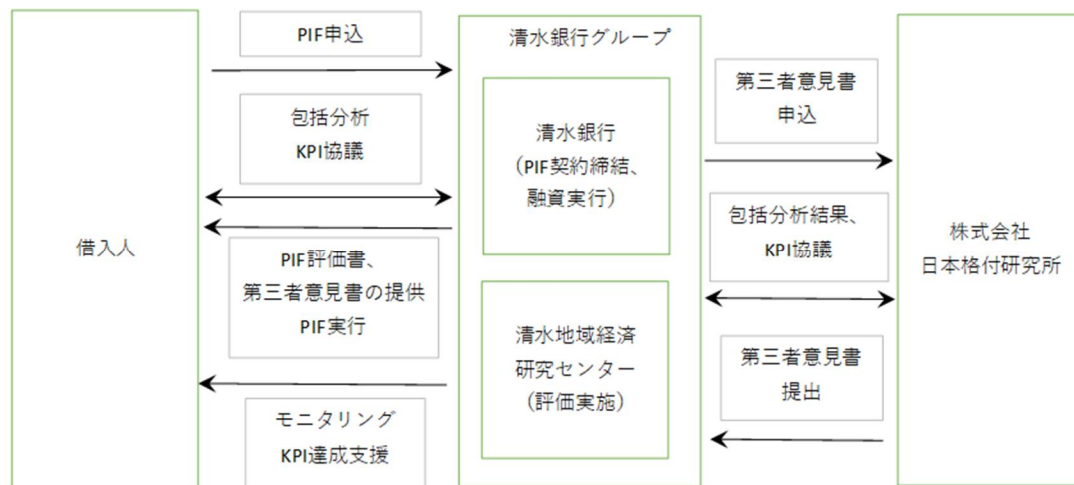 借入人
PIF申込
包括分析
KPI協議
PIF評価書、
第三者意見書の提供
PIF実行
モニタリング
KPI達成支援
清水銀行グループ
清水銀行
(PIF契約締結、
融資実行)
清水地域経済
研究センター
(評価実施)
第三者意見書
申込
包括分析結果、
KPI協議
第三者意見書
提出
株式会社
日本格付研究所